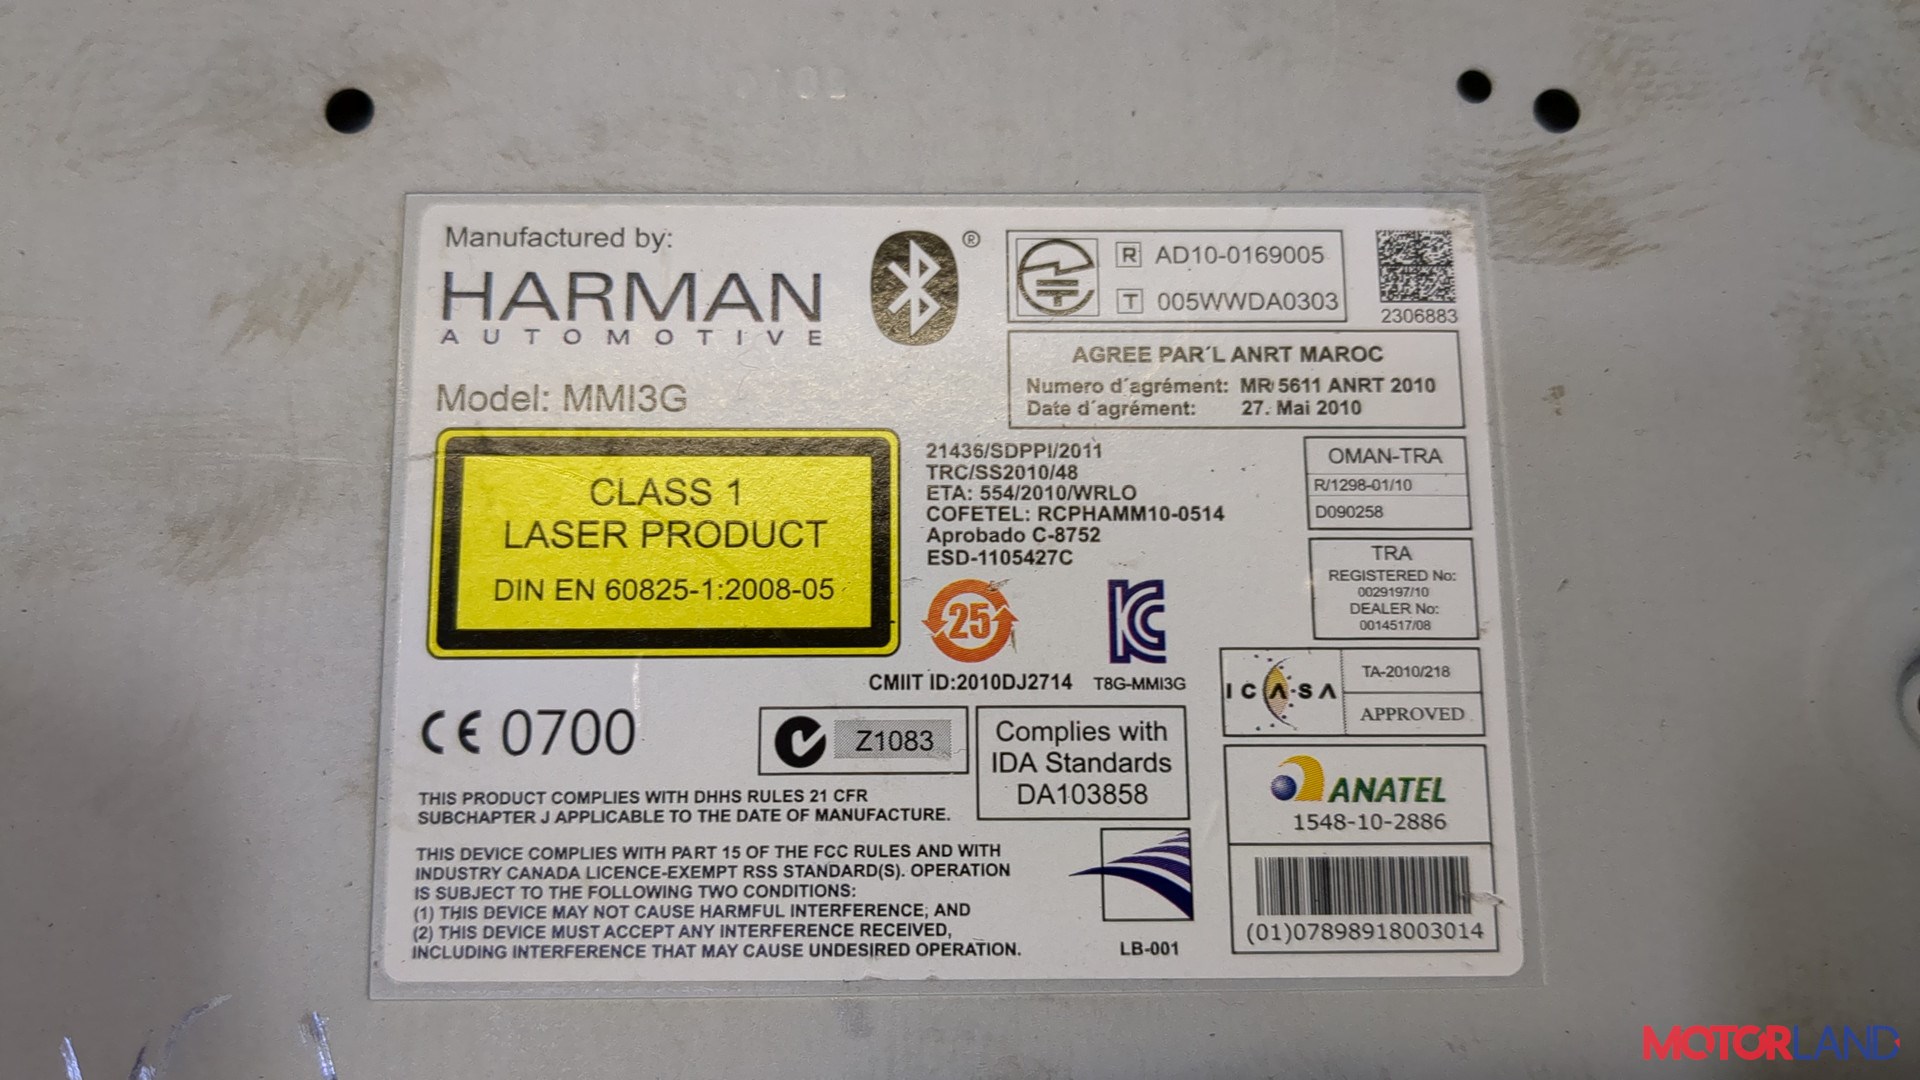 Manufactured by:
HARMAN
AUTOMOTIVE
®
R AD10-0169005
T 005WWDA0303
2306883
AGREE PAR´L ANRT MAROC
Numero d´agrément: MR 5611 ANRT 2010
Date d´agrément: 27. Mai 2010
Model: MMI3G
CLASS 1
LASER PRODUCT
DIN EN 60825-1:2008-05
21436/SDPPI/2011
TRC/SS2010/48
ETA: 554/2010/WRLO
COFETEL: RCPHAMM10-0514
Aprobado C-8752
ESD-1105427C
OMAN-TRA
R/1298-01/10
D090258
TRA
REGISTERED No:
0029197/10
DEALER No:
0014517/08
25
KC
CMIIT ID:2010DJ2714
T8G-MMI3G
ICASA
TA-2010/218
APPROVED
CE 0700
Z1083
Complies with
IDA Standards
DA103858
ANATEL
1548-10-2886
(01)07898918003014
THIS PRODUCT COMPLIES WITH DHHS RULES 21 CFR
SUBCHAPTER J APPLICABLE TO THE DATE OF MANUFACTURE.
THIS DEVICE COMPLIES WITH PART 15 OF THE FCC RULES AND WITH
INDUSTRY CANADA LICENCE-EXEMPT RSS STANDARD(S). OPERATION
IS SUBJECT TO THE FOLLOWING TWO CONDITIONS:
(1) THIS DEVICE MAY NOT CAUSE HARMFUL INTERFERENCE, AND
(2) THIS DEVICE MUST ACCEPT ANY INTERFERENCE RECEIVED,
INCLUDING INTERFERENCE THAT MAY CAUSE UNDESIRED OPERATION.
LB-001
MOTORLAND